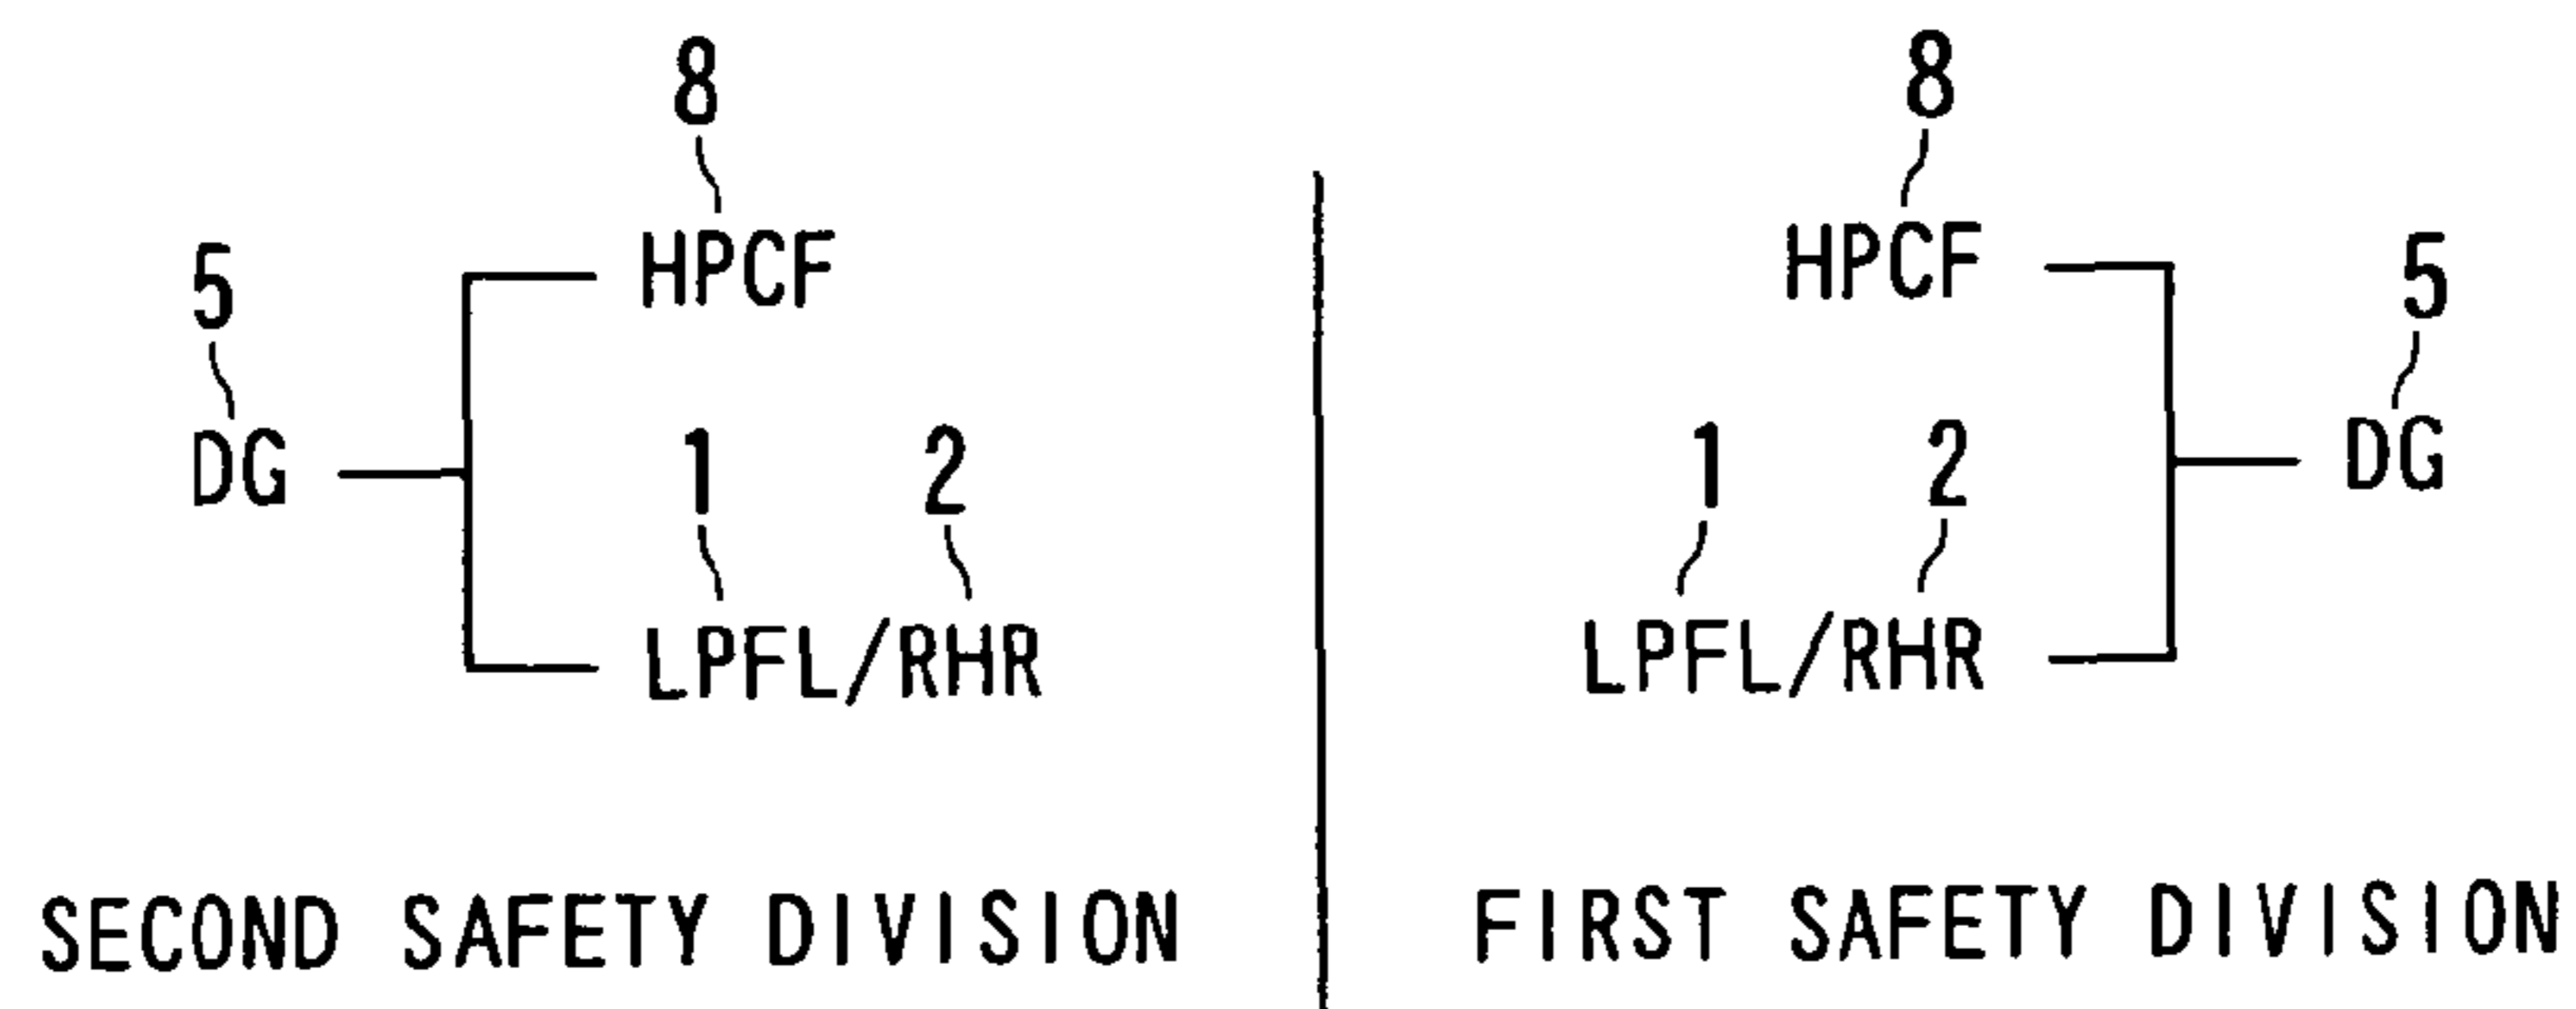 8 8
HPCF HPCF
5 5
DG DG
1 2 1 2
LPFL/RHR LPFL/RHR
SECOND SAFETY DIVISION FIRST SAFETY DIVISION